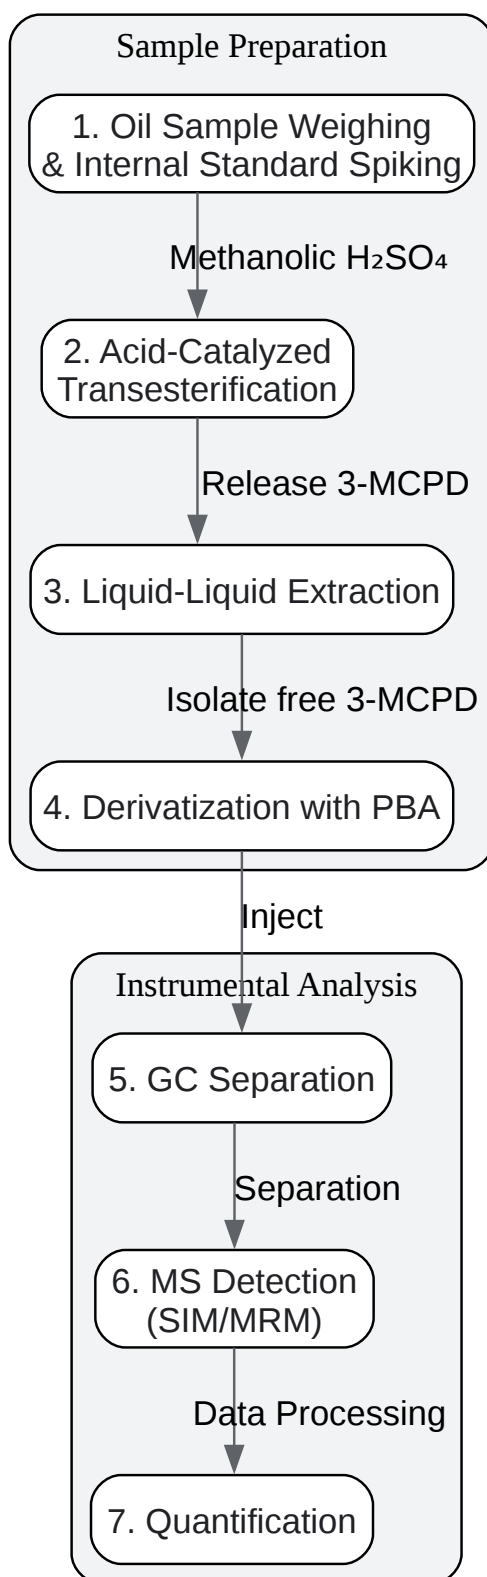 Sample Preparation
1. Oil Sample Weighing
& Internal Standard Spiking
Methanolic H₂SO₄
2. Acid-Catalyzed
Transesterification
Release 3-MCPD
3. Liquid-Liquid Extraction
Isolate free 3-MCPD
4. Derivatization with PBA
Inject
Instrumental Analysis
5. GC Separation
Separation
6. MS Detection
(SIM/MRM)
Data Processing
7. Quantification